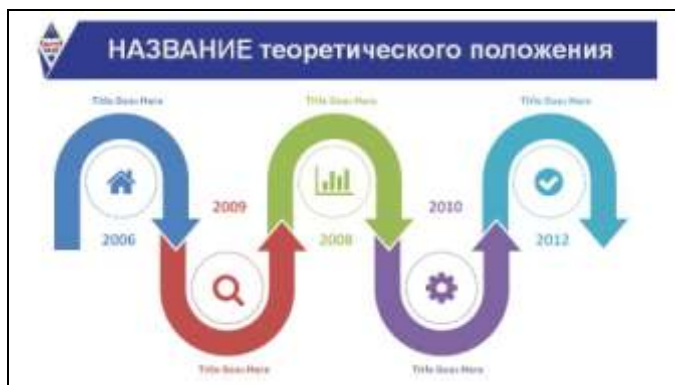 НАЗВАНИЕ теоретического положения
Title Goes Here
Title Goes Here
Title Goes Here
2009
2010
2006
2008
2012
Title Goes Here
Title Goes Here